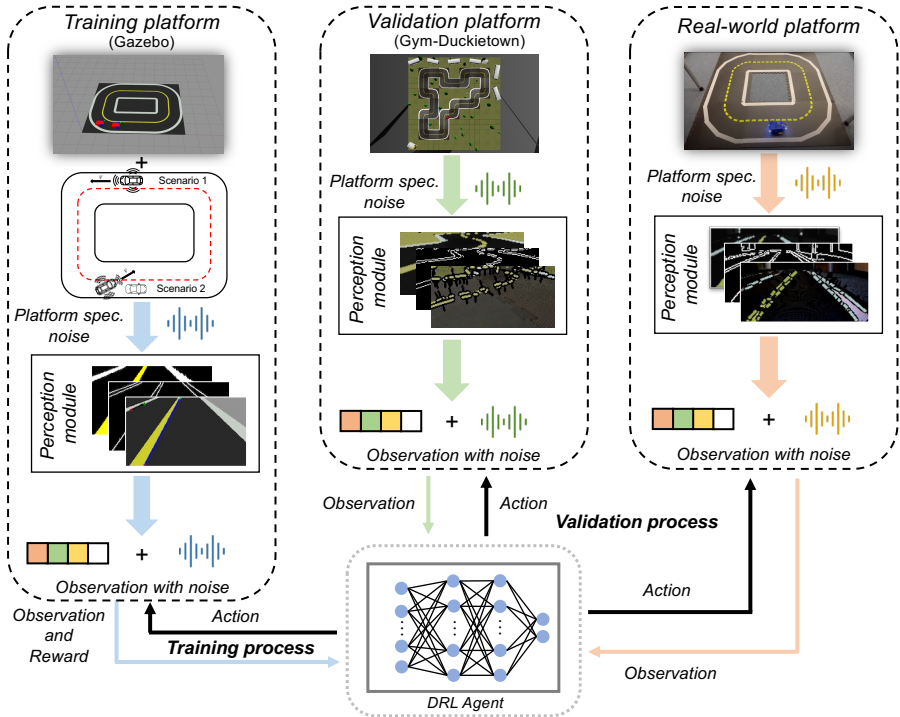 Training platform
(Gazebo)
+
Scenario 1
v
v
Scenario 2
Platform spec.
noise
Perception
module
+
Observation with noise
Validation platform
(Gym-Duckietown)
Platform spec.
noise
Perception
module
+
Observation with noise
Real-world platform
Platform spec.
noise
Perception
module
+
Observation with noise
Observation
Action
Validation process
Action
Observation
and
Reward
Action
Training process
Observation
DRL Agent